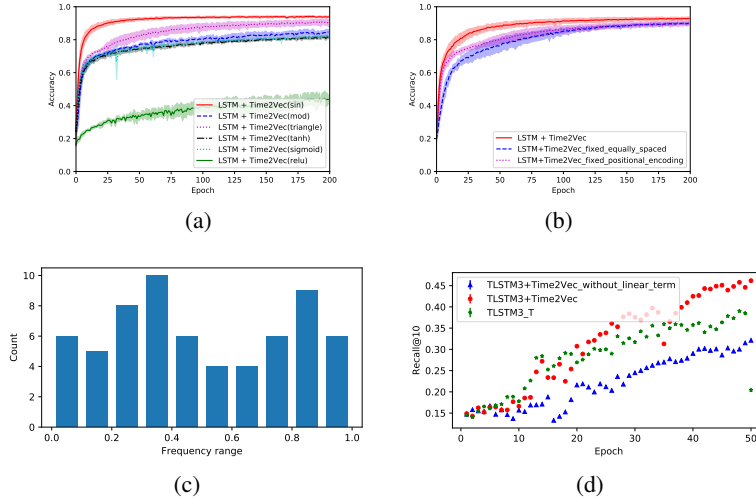 1.0
0.8
0.6
0.4
0.2
0.0
Accuracy
LSTM + Time2Vec(sin)
LSTM + Time2Vec(mod)
LSTM + Time2Vec(triangle)
LSTM + Time2Vec(tanh)
LSTM + Time2Vec(sigmoid)
LSTM + Time2Vec(relu)
0 25 50 75 100 125 150 175 200
Epoch
(a)
1.0
0.8
0.6
0.4
0.2
0.0
Accuracy
LSTM + Time2Vec
LSTM+Time2Vec_fixed_equally_spaced
LSTM+Time2Vec_fixed_positional_encoding
0 25 50 75 100 125 150 175 200
Epoch
(b)
10
8
6
4
2
0
Count
0.0 0.2 0.4 0.6 0.8 1.0
Frequency range
(c)
0.45
0.40
0.35
0.30
0.25
0.20
0.15
Recall@10
TLSTM3+Time2Vec_without_linear_term
TLSTM3+Time2Vec
TLSTM3_T
0 10 20 30 40 50
Epoch
(d)